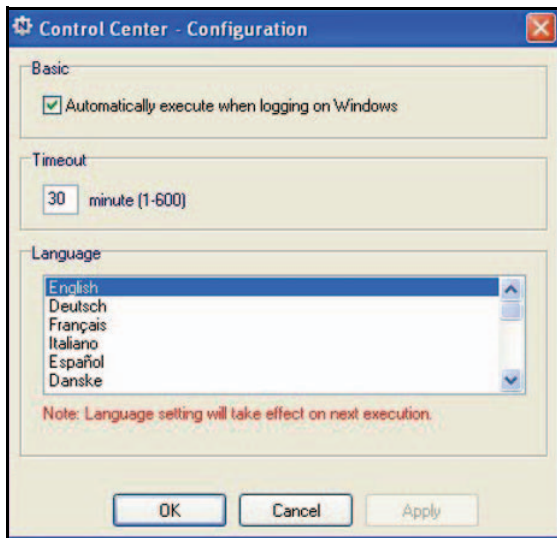 Control Center - Configuration
Basic
Automatically execute when logging on Windows
Timeout
30 minute (1-600)
Language
English
Deutsch
Français
Italiano
Español
Danske
Note: Language setting will take effect on next execution.
OK Cancel Apply